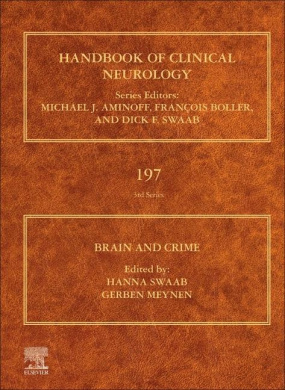 HANDBOOK OF CLINICAL
NEUROLOGY
Series Editors:
MICHAEL J. AMINOFF, FRANÇOIS BOLLER,
AND DICK F. SWAAB
197
3rd Series
BRAIN AND CRIME
Edited by:
HANNA SWAAB
GERBEN MEYNEN
ELSEVIER